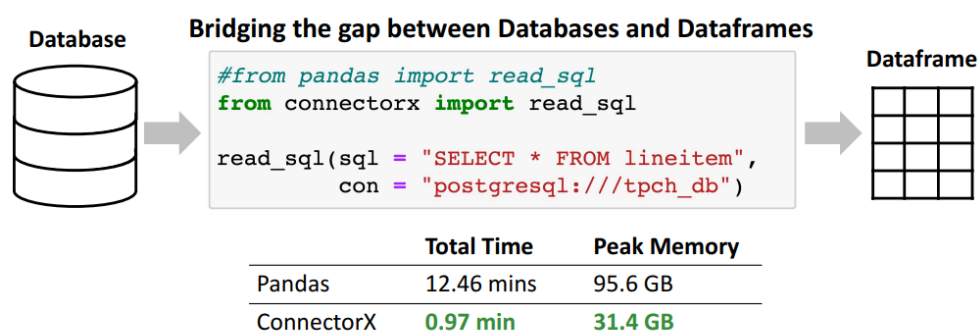 Bridging the gap between Databases and Dataframes
Database
Dataframe
#from pandas import read_sql
from connectorx import read_sql
read_sql(sql = "SELECT * FROM lineitem",
con = "postgresql:///tpch_db")
Total Time Peak Memory
Pandas 12.46 mins 95.6 GB
ConnectorX 0.97 min 31.4 GB